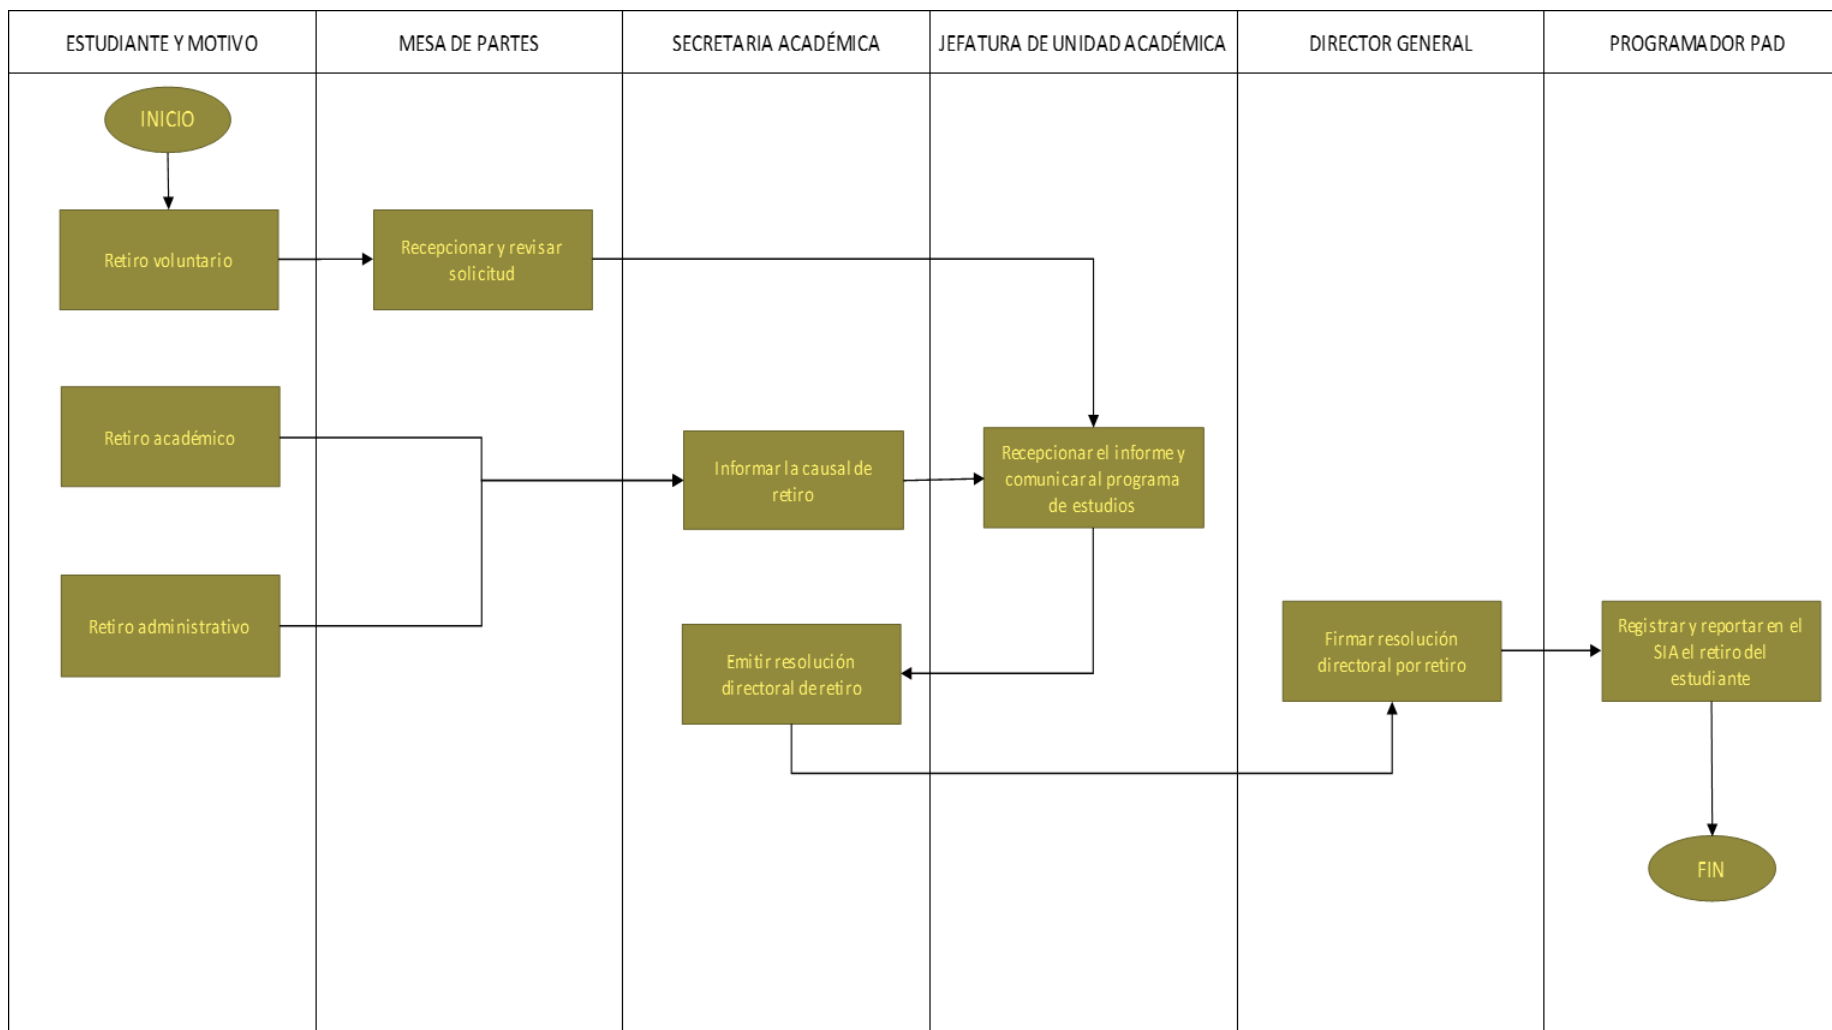 ESTUDIANTE Y MOTIVO
MESA DE PARTES
SECRETARIA ACADÉMICA
JEFATURA DE UNIDAD ACADÉMICA
DIRECTOR GENERAL
PROGRAMADOR PAD
INICIO
Retiro voluntario
Recepcionar y revisar
solicitud
Retiro académico
Informar la causal de
retiro
Recepcionar el informe y
comunicar al programa
de estudios
Retiro administrativo
Emitir resolución
directoral de retiro
Firmar resolución
directoral por retiro
Registrar y reportar en el
SIA el retiro del
estudiante
FIN